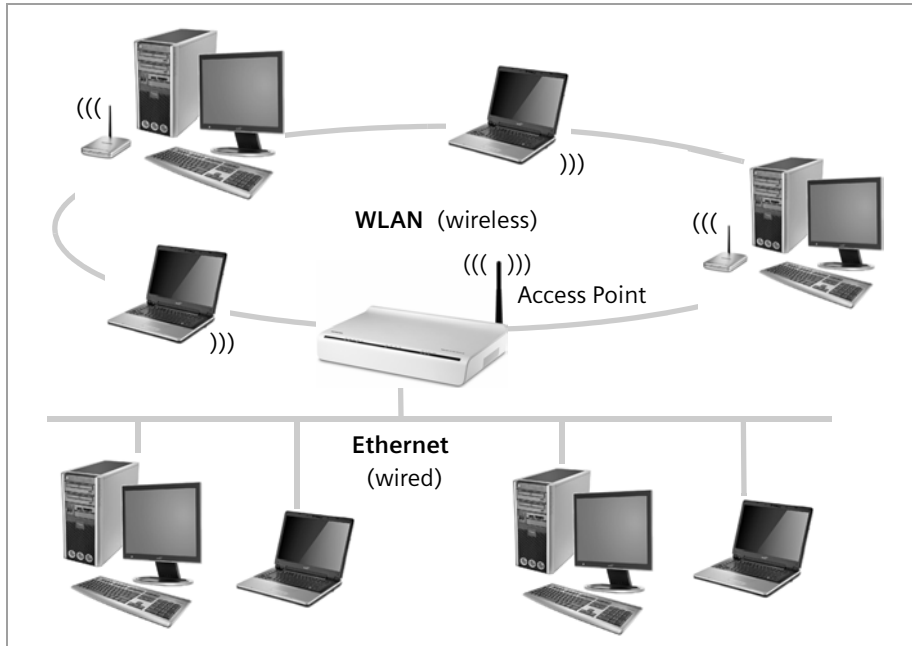 (((
)))
WLAN (wireless)
(((
((( )))
Access Point
)))
Ethernet
(wired)